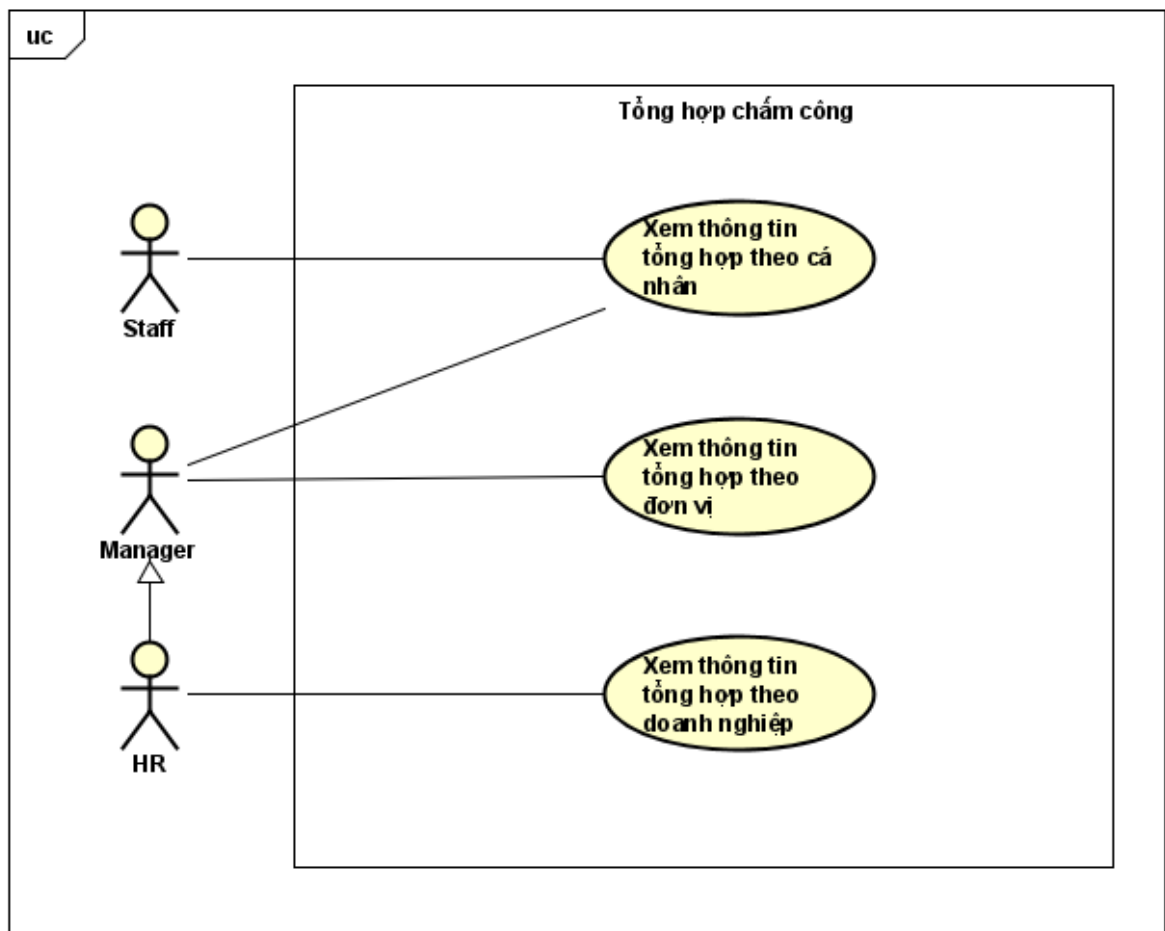 uc
Tổng hợp chấm công
Xem thông tin
tổng hợp theo cá
nhân
Staff
Xem thông tin
tổng hợp theo
đơn vị
Manager
Xem thông tin
tổng hợp theo
doanh nghiệp
HR